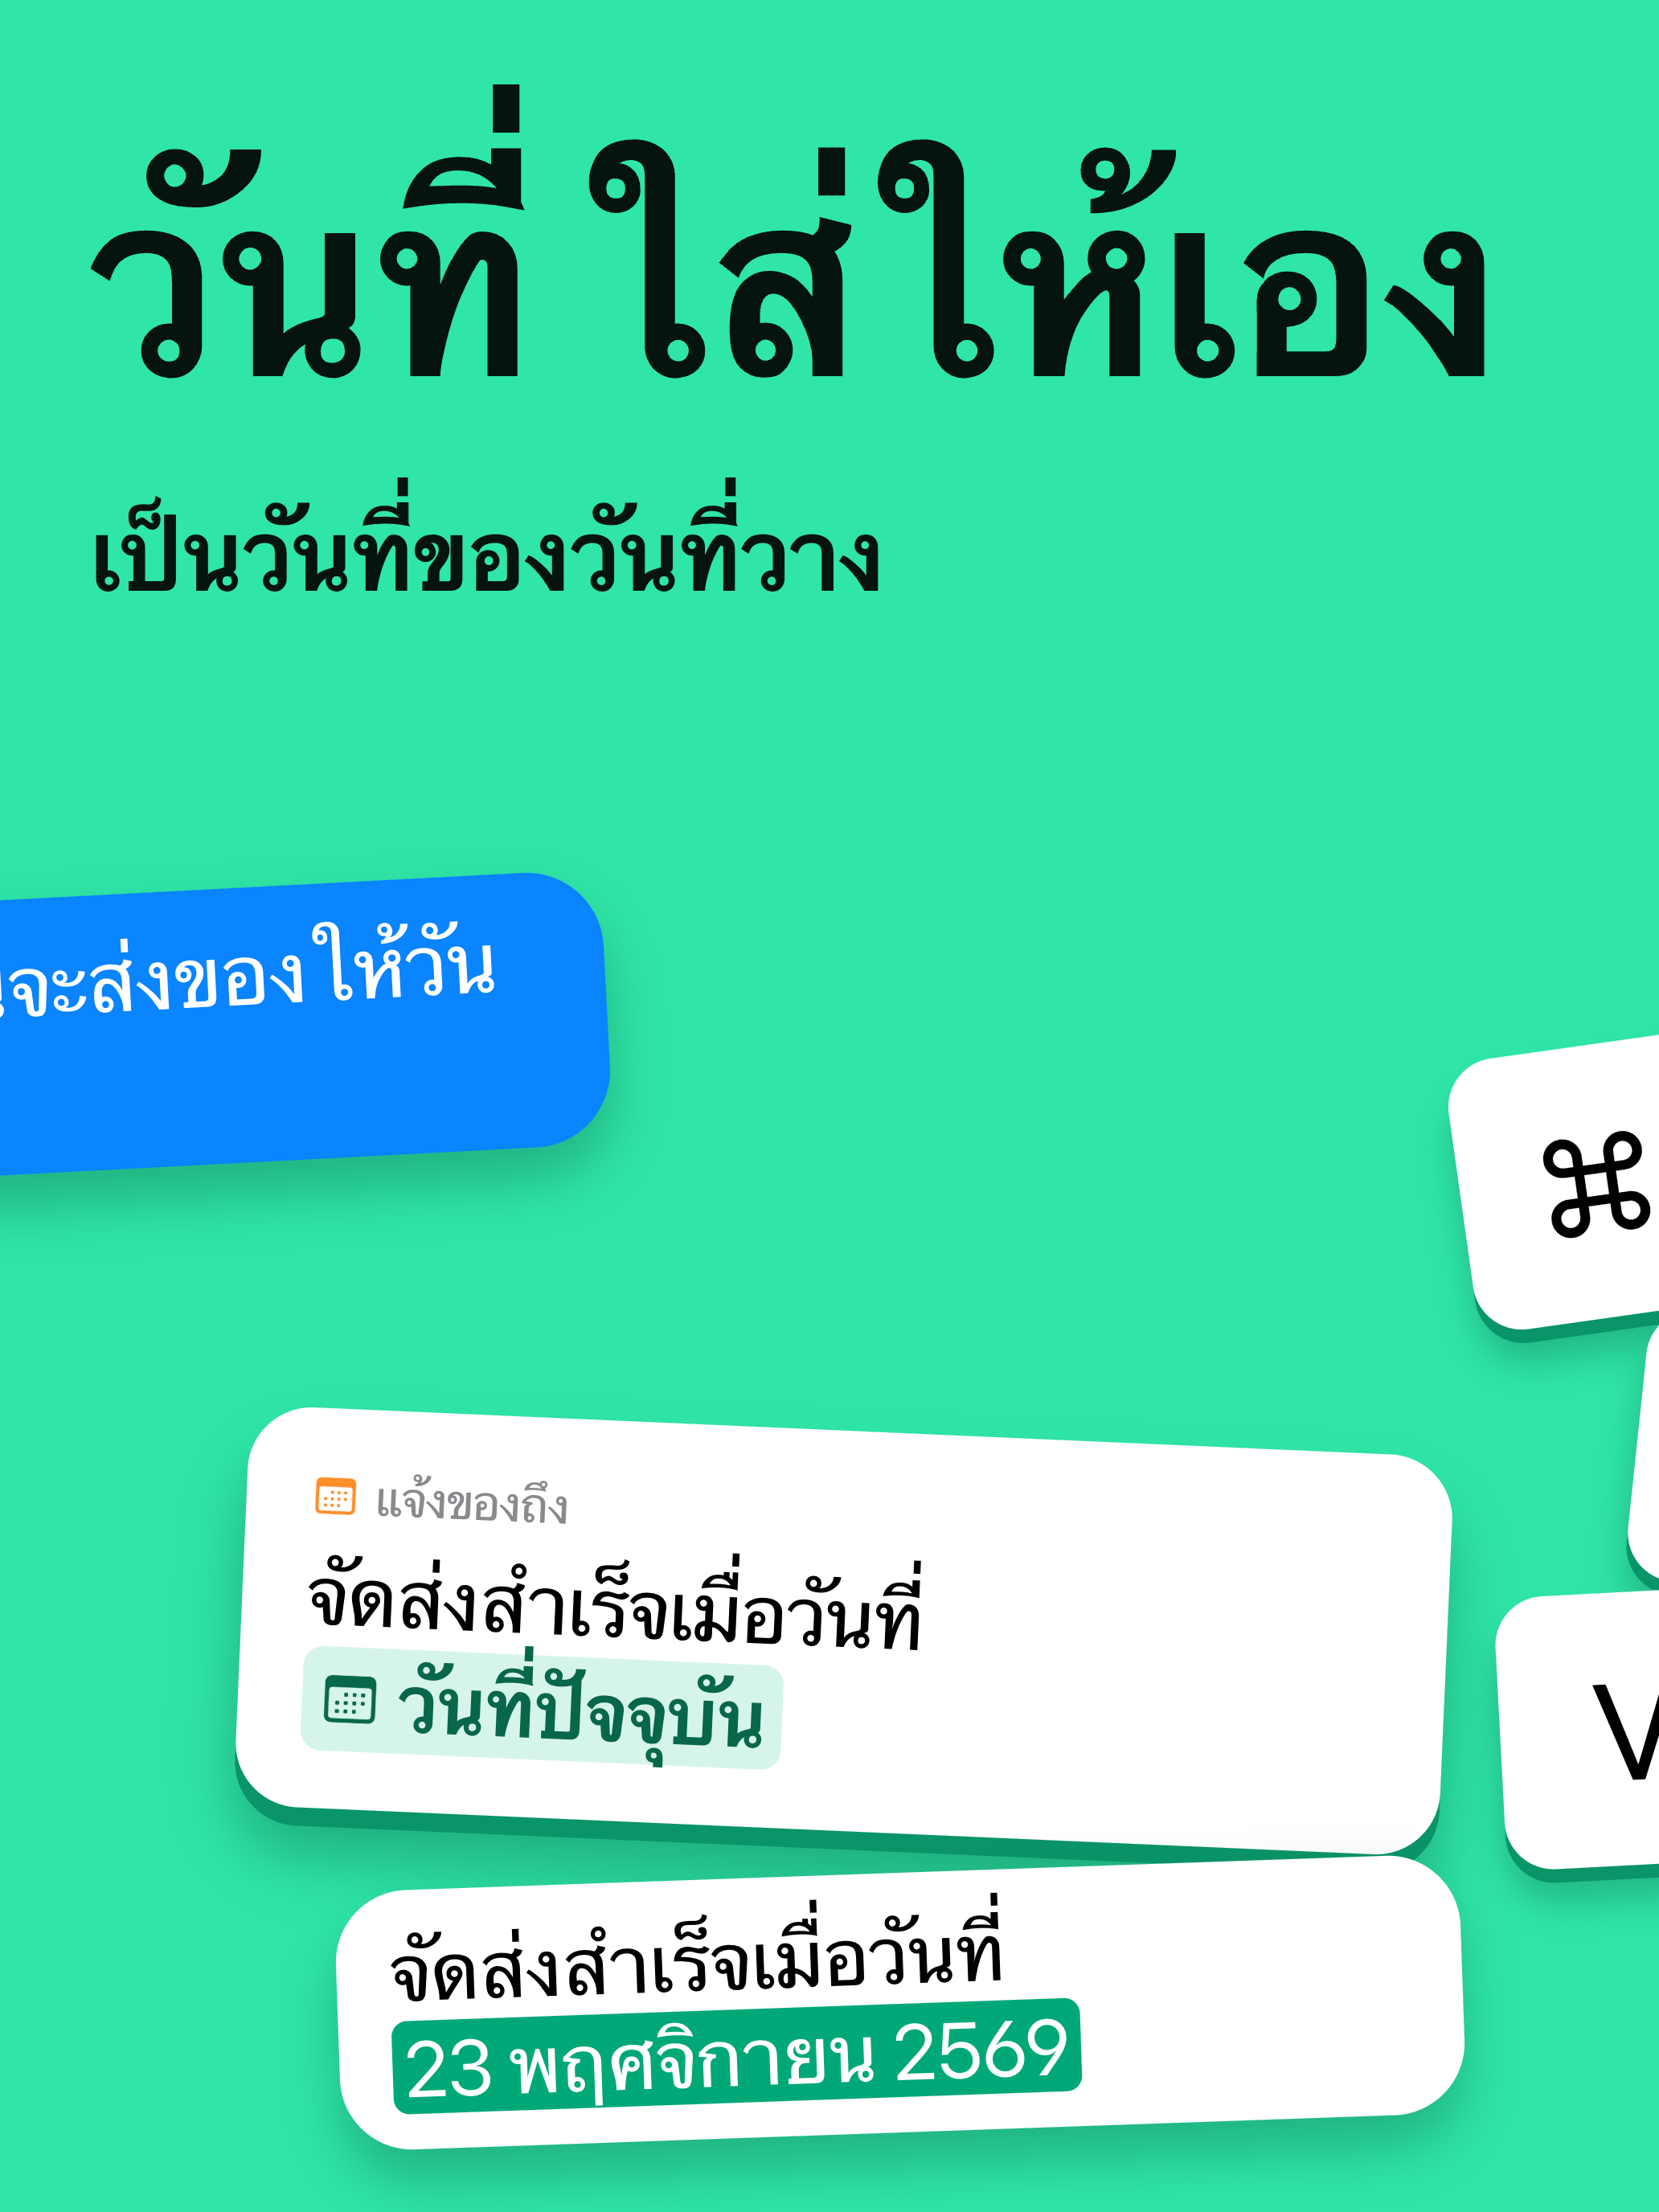 วันที่ ใส่ให้เอง
เป็นวันที่ของวันที่วาง
จะส่งของให้วัน
⌘
แจ้งของถึง
จัดส่งสำเร็จเมื่อวันที่
วันที่ปัจจุบัน
V
จัดส่งสำเร็จเมื่อวันที่
23 พฤศจิกายน 2569